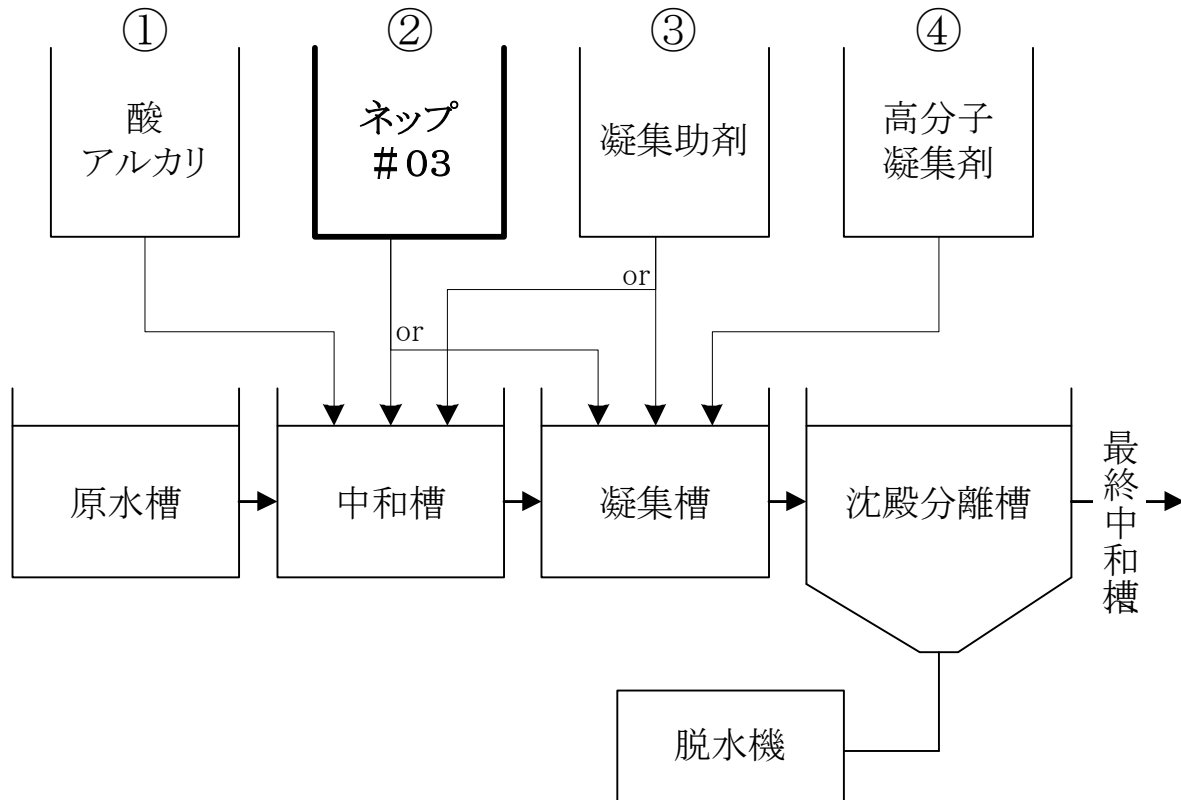 ①
②
③
④
酸
アルカリ
ネップ
＃03
凝集助剤
高分子
凝集剤
or
or
原水槽
中和槽
凝集槽
沈殿分離槽
最終中和槽
脱水機